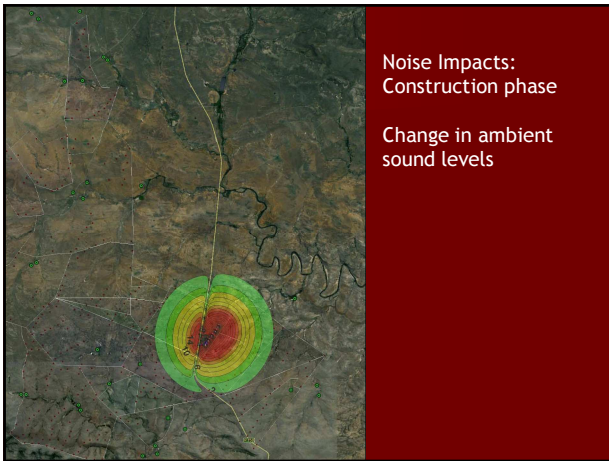 Noise Impacts:
Construction phase
Change in ambient
sound levels